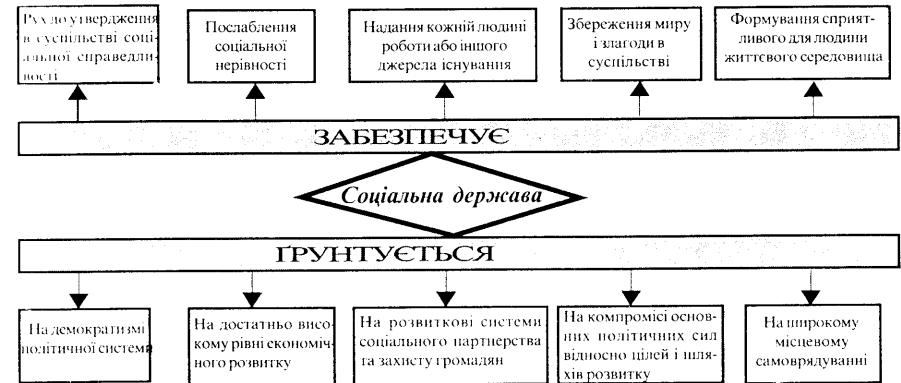 Рух до утвердження
в суспільстві соці-
альної справедли-
вості
Послаблення
соціальної
нерівності
Надання кожній людині
роботи або іншого
джерела існування
Збереження миру
і злагоди в
суспільстві
Формування сприят-
ливого для людини
життєвого середовища
ЗАБЕЗПЕЧУЄ
Соціальна держава
ҐРУНТУЄТЬСЯ
На демократизмі
політичної системи
На достатньо висо-
кому рівні економіч-
ного розвитку
На розвиткові системи
соціального партнерства
та захисту громадян
На компромісі основ-
них політичних сил
відносно цілей і шля-
хів розвитку
На широкому
місцевому
самоврядуванні